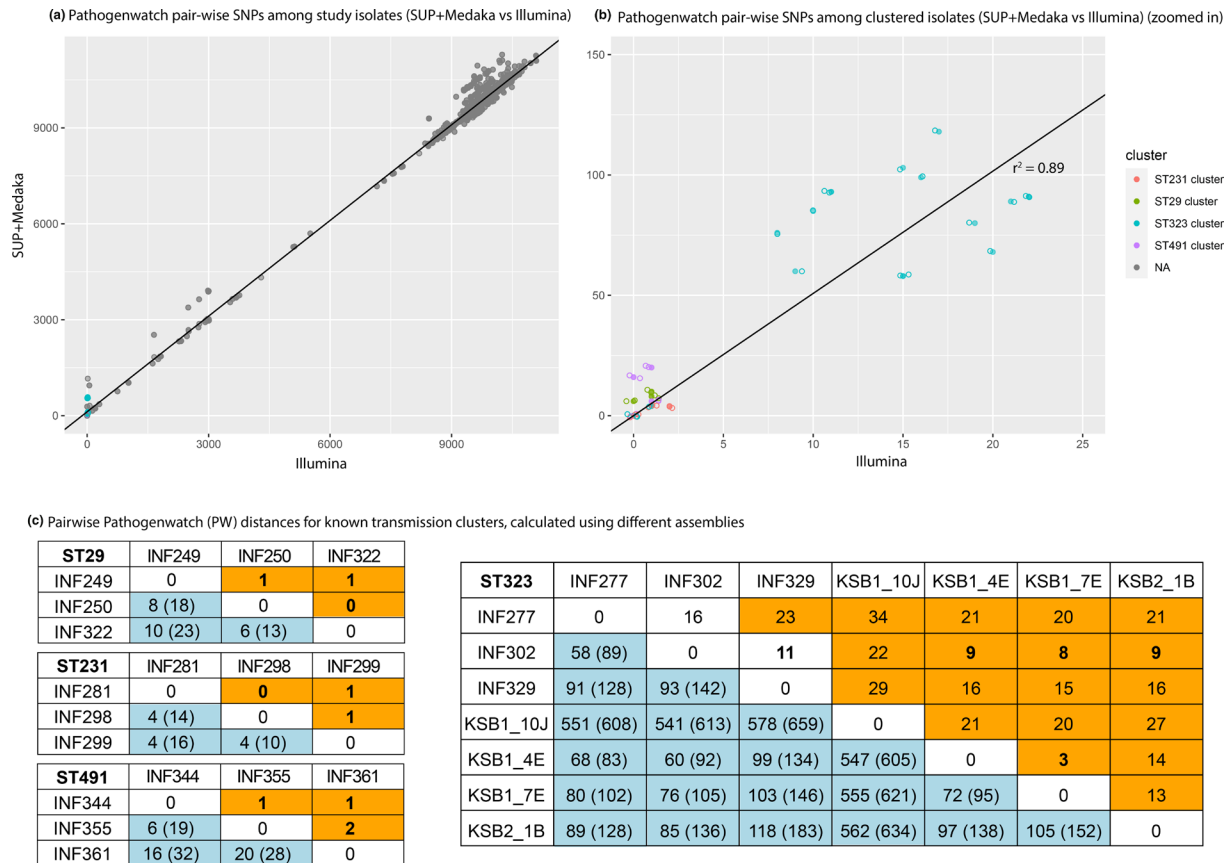 (a) Pathogenwatch pair-wise SNPs among study isolates (SUP+Medaka vs Illumina)
SUP+Medaka
9000
6000
3000
0
0 3000 6000 9000
Illumina
(b) Pathogenwatch pair-wise SNPs among clustered isolates (SUP+Medaka vs Illumina) (zoomed in)
150
100
50
0
r² = 0.89
0 5 10 15 20 25
Illumina
cluster
ST231 cluster
ST29 cluster
ST323 cluster
ST491 cluster
NA
(c) Pairwise Pathogenwatch (PW) distances for known transmission clusters, calculated using different assemblies
ST29 INF249 INF250 INF322
INF249 0 1 1
INF250 8 (18) 0 0
INF322 10 (23) 6 (13) 0
ST231 INF281 INF298 INF299
INF281 0 0 1
INF298 4 (14) 0 1
INF299 4 (16) 4 (10) 0
ST491 INF344 INF355 INF361
INF344 0 1 1
INF355 6 (19) 0 2
INF361 16 (32) 20 (28) 0
ST323 INF277 INF302 INF329 KSB1_10J KSB1_4E KSB1_7E KSB2_1B
INF277 0 16 23 34 21 20 21
INF302 58 (89) 0 11 22 9 8 9
INF329 91 (128) 93 (142) 0 29 16 15 16
KSB1_10J 551 (608) 541 (613) 578 (659) 0 21 20 27
KSB1_4E 68 (83) 60 (92) 99 (134) 547 (605) 0 3 14
KSB1_7E 80 (102) 76 (105) 103 (146) 555 (621) 72 (95) 0 13
KSB2_1B 89 (128) 85 (136) 118 (183) 562 (634) 97 (138) 105 (152) 0